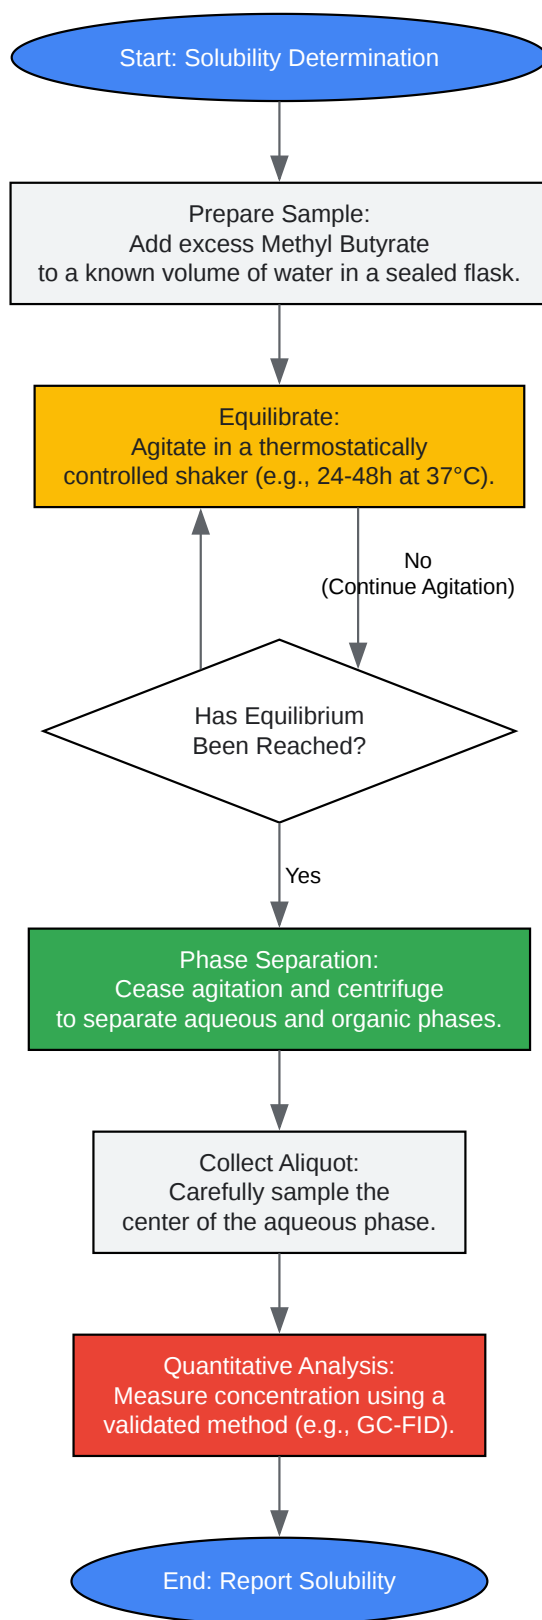 Start: Solubility Determination
Prepare Sample:
Add excess Methyl Butyrate
to a known volume of water in a sealed flask.
Equilibrate:
Agitate in a thermostatically
controlled shaker (e.g., 24-48h at 37°C).
No
(Continue Agitation)
Has Equilibrium
Been Reached?
Yes
Phase Separation:
Cease agitation and centrifuge
to separate aqueous and organic phases.
Collect Aliquot:
Carefully sample the
center of the aqueous phase.
Quantitative Analysis:
Measure concentration using a
validated method (e.g., GC-FID).
End: Report Solubility